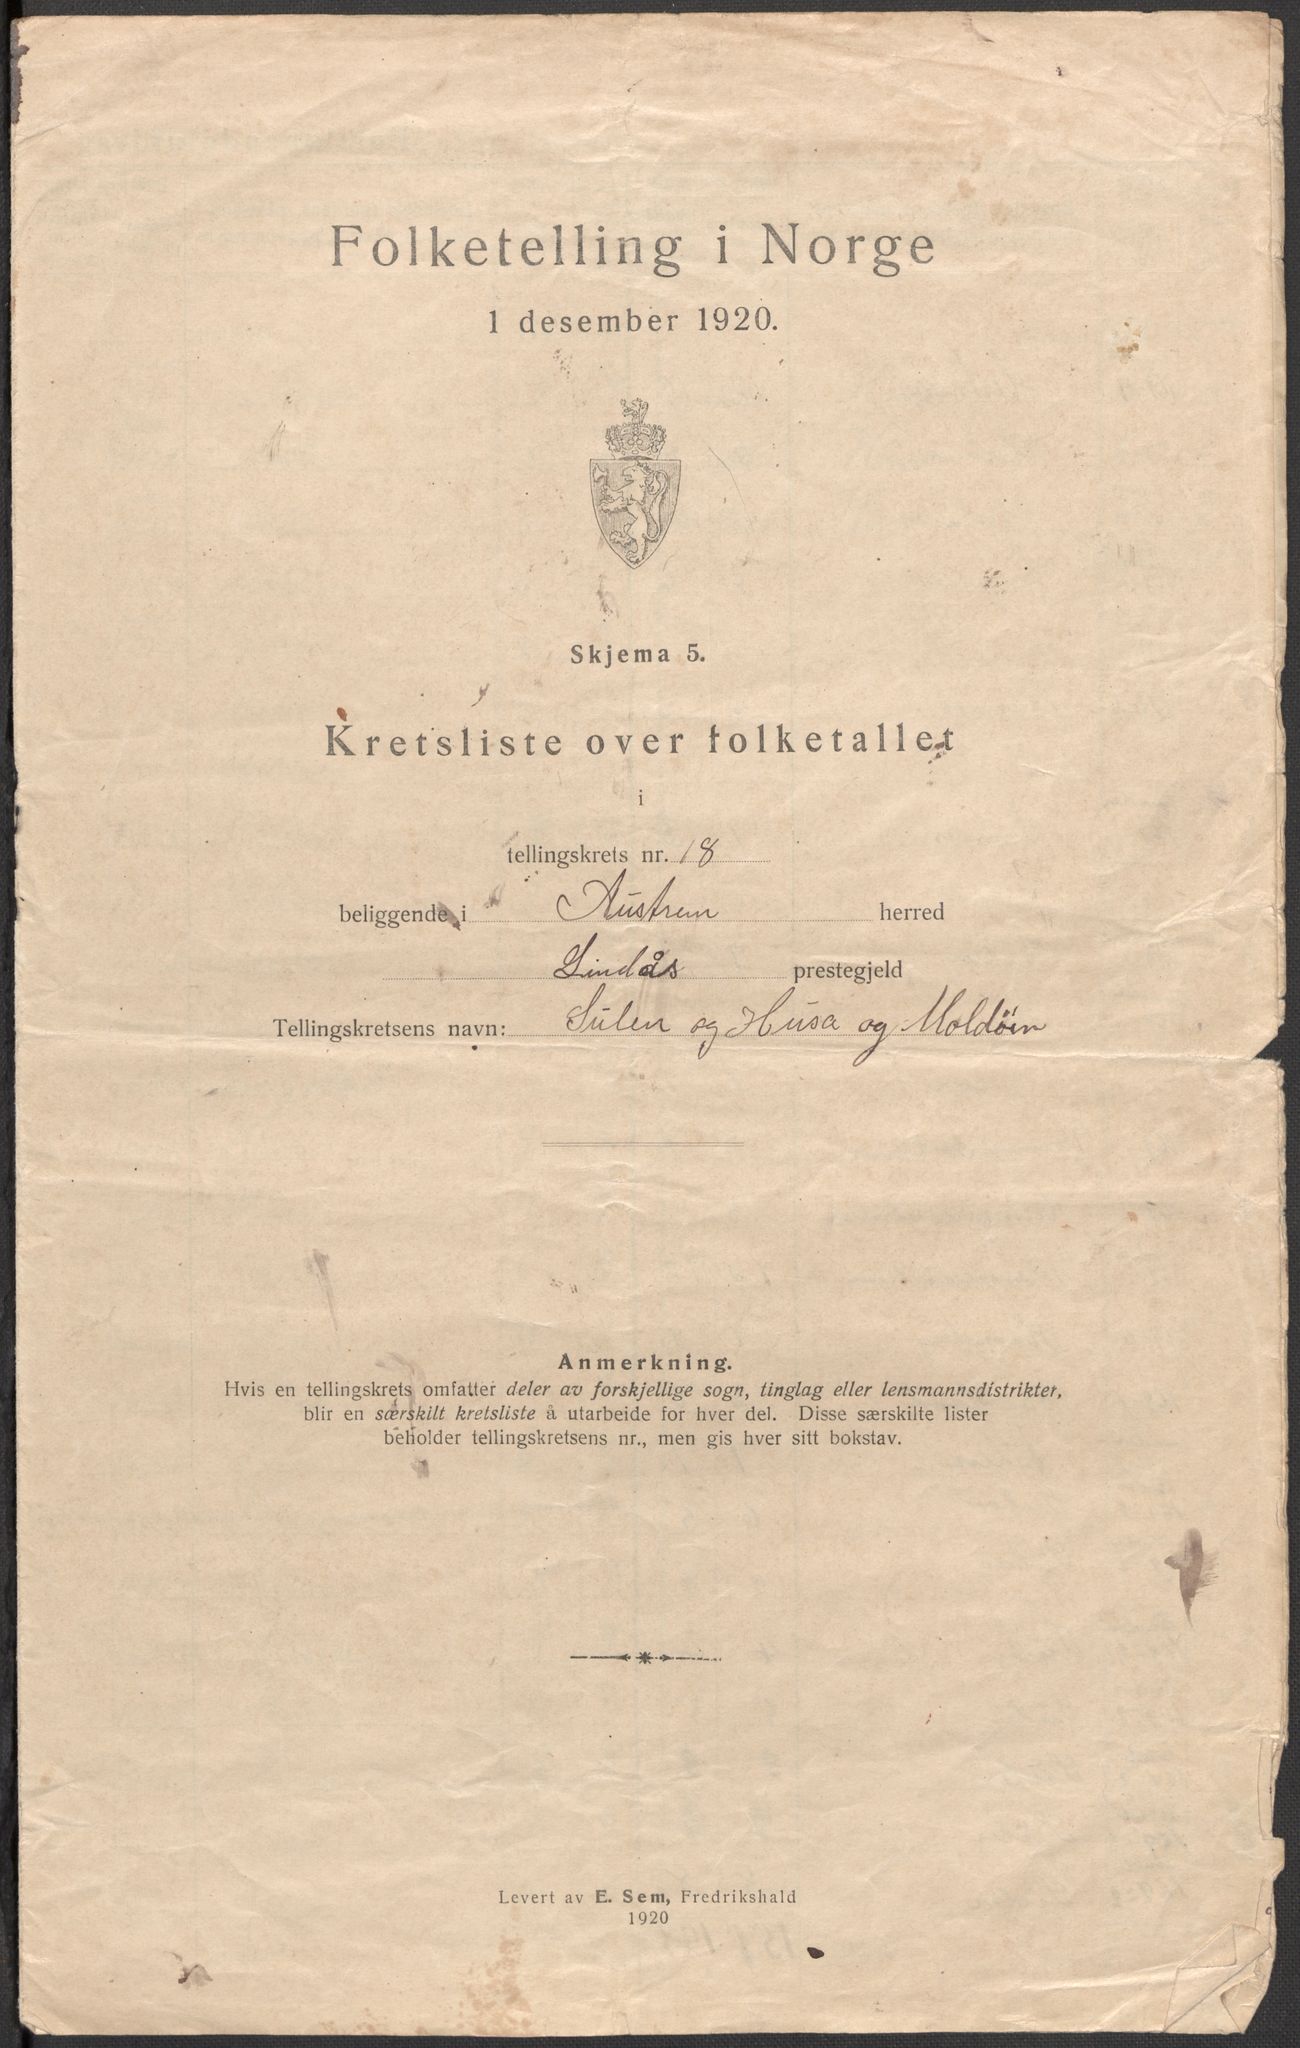 Folketelling i Norge
1 desember 1920.
Skjema 5.
Kretsliste over folketallet
i
tellingskrets nr. 18
beliggende i Austrem herred
Lindås prestegjeld
Tellingskretsens navn: Sulen og Husa og Moldöin
Anmerkning.
Hvis en tellingskrets omfatter deler av forskjellige sogn, tinglag eller lensmannsdistrikter,
blir en særskilt kretsliste å utarbeide for hver del. Disse særskilte lister
beholder tellingskretsens nr., men gis hver sitt bokstav.
Levert av E. Sem, Fredrikshald
1920